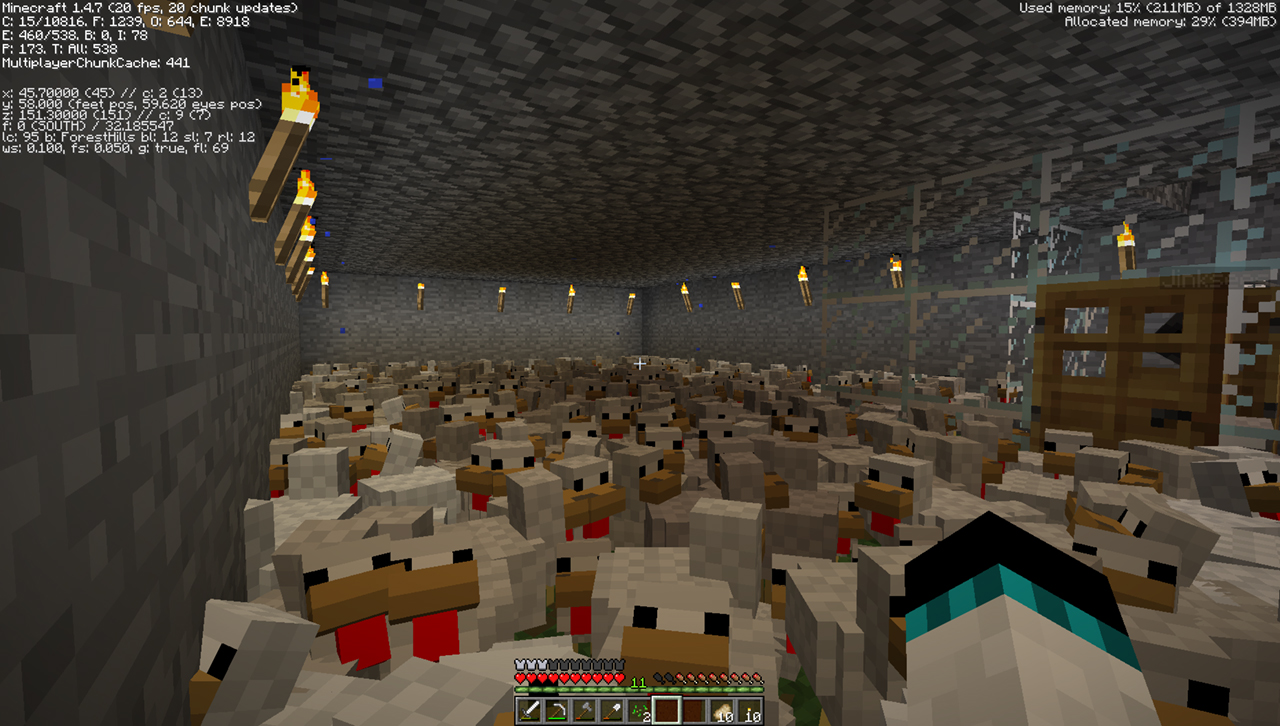 Minecraft 1.4.7 (20 fps, 20 chunk updates)
C: 15/10816. F: 1239, O: 644, E: 8918
E: 460/538. B: 0, I: 78
P: 173. T: All: 538
MultiplayerChunkCache: 441
x: 45.70000 (45) // c: 2 (13)
y: 58.000 (feet pos, 59.620 eyes pos)
z: 151.30000 (151) // c: 9 (7)
f: 0 (SOUTH) / 32.185547
lc: 95 b: ForestHills bl: 12 sl: 7 rl: 12
ws: 0.100, fs: 0.050, g: true, fl: 69
Used memory: 15% (211MB) of 1328MB
Allocated memory: 29% (394MB)
11
2
10
10